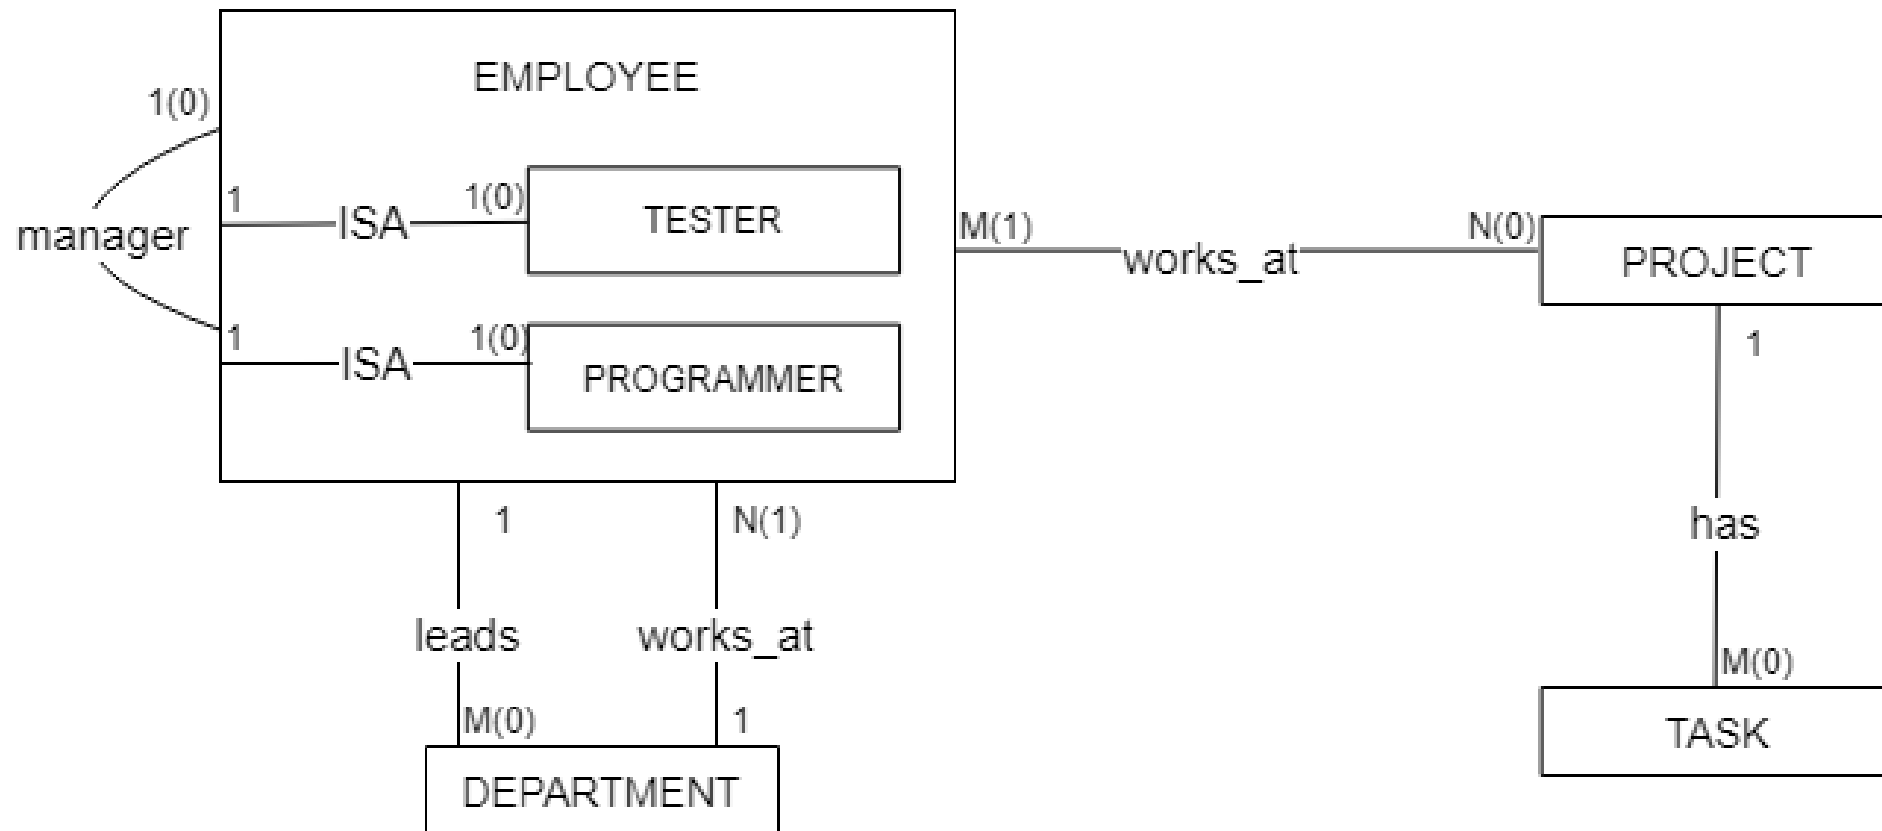 EMPLOYEE
1(0)
manager
1
ISA
1(0)
TESTER
1
ISA
1(0)
PROGRAMMER
M(1)
works_at
N(0)
PROJECT
1
has
M(0)
TASK
1
leads
M(0)
N(1)
works_at
1
DEPARTMENT